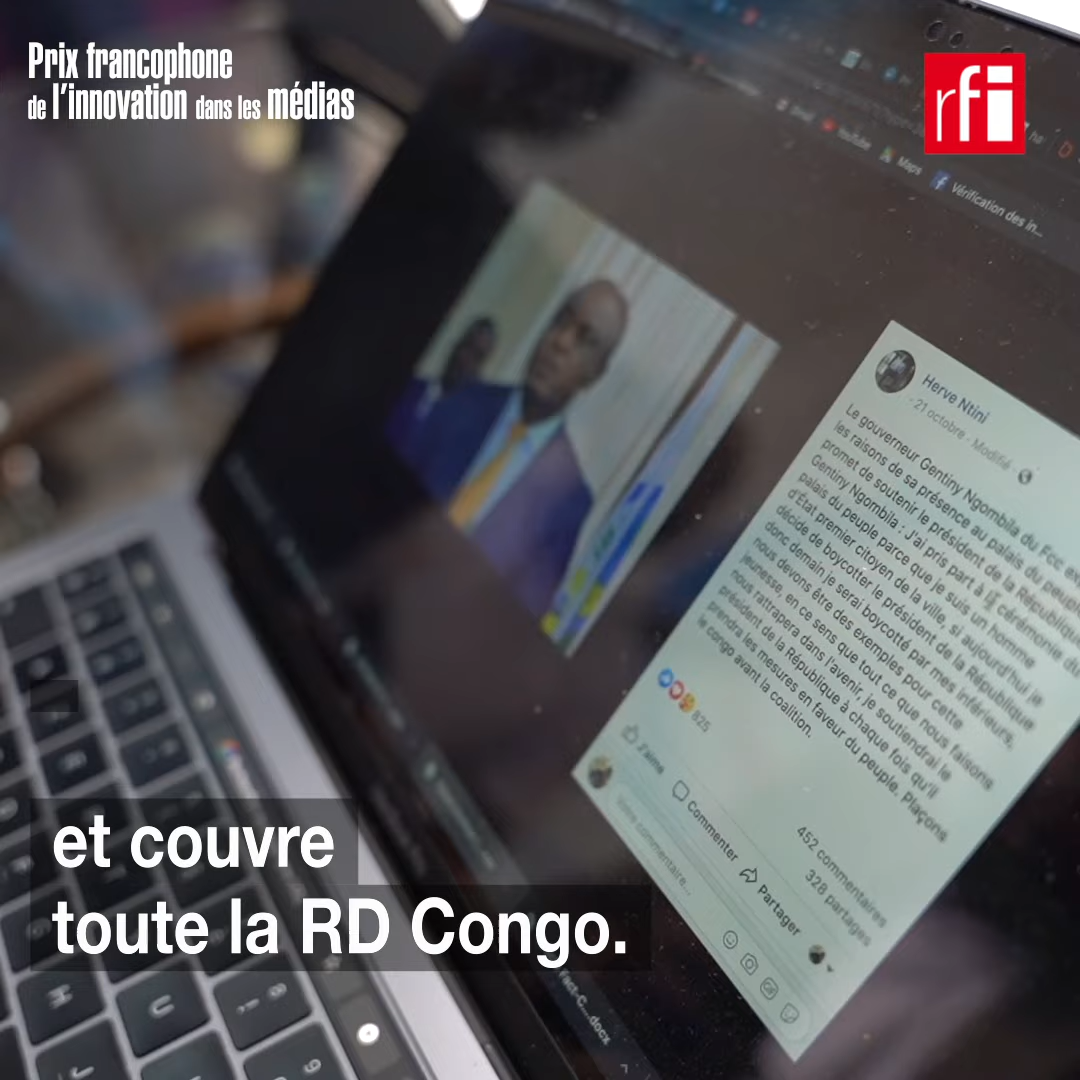 Prix francophone
de l'innovation dans les médias
rfi
Youtube
Maps
Vérification des in...
Herve Ntini
21 octobre · Modifié ·
Le gouverneur Gentiny Ngombila du Fcc
les raisons de sa présence au palais du peuple
promet de soutenir le président de la République
Gentiny Ngombila : J'ai pris part à la cérémonie du
palais du peuple parce que je suis un homme
d'État premier citoyen de la ville, si aujourd'hui je
décide de boycotter le président de la République
donc demain je serai boycotté par mes inférieurs,
nous devons être des exemples pour cette
jeunesse, en ce sens que tout ce que nous faisons
nous rattrapera dans l'avenir, je soutiendrai le
président de la République à chaque fois qu'il
prendra les mesures en faveur du peuple. Plaçons
le congo avant la coalition.
825
452 commentaires
328 partages
J'aime
Commenter
Partager
commentaire...
GIF
Fact-C....docx
et couvre
toute la RD Congo.